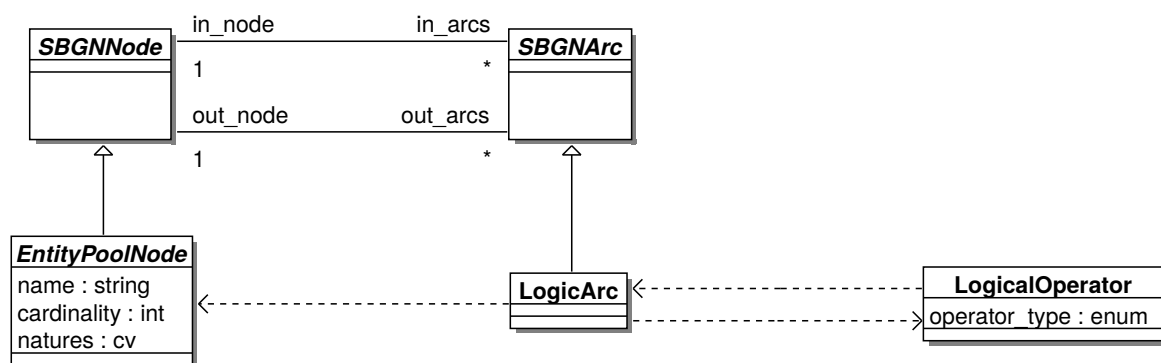 SBGNNode
in_node
in_arcs
SBGNArc
1
*
out_node
out_arcs
1
*
EntityPoolNode
name : string
cardinality : int
natures : cv
LogicArc
LogicalOperator
operator_type : enum